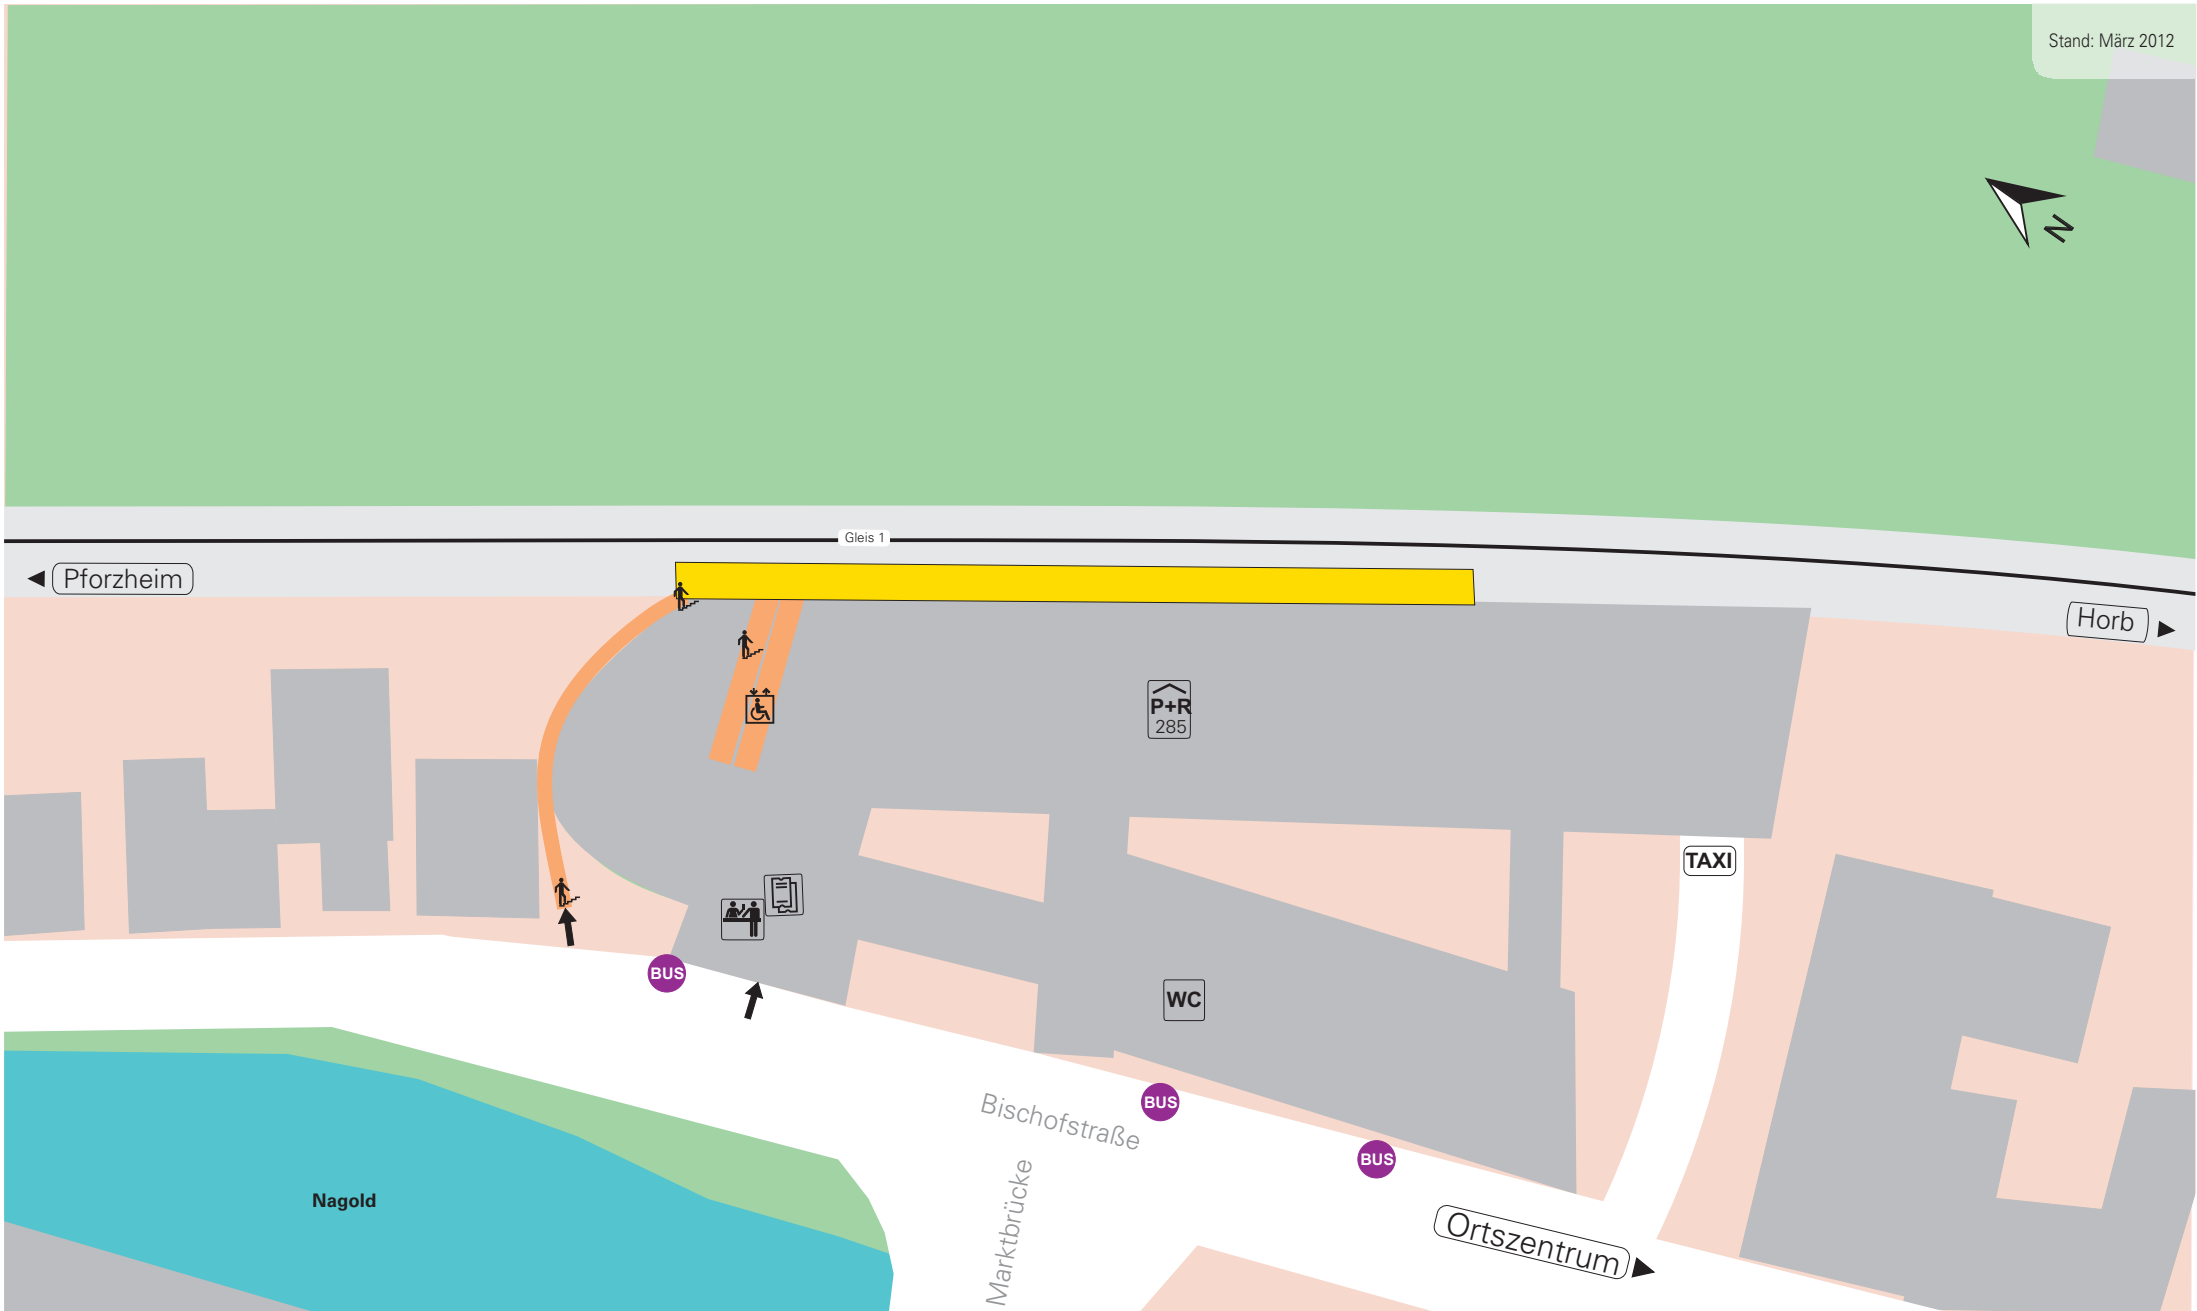 Stand: März 2012
N
Gleis 1
Pforzheim
Horb
P+R
285
TAXI
BUS
WC
BUS
Bischofstraße
BUS
Marktbrücke
Nagold
Ortszentrum